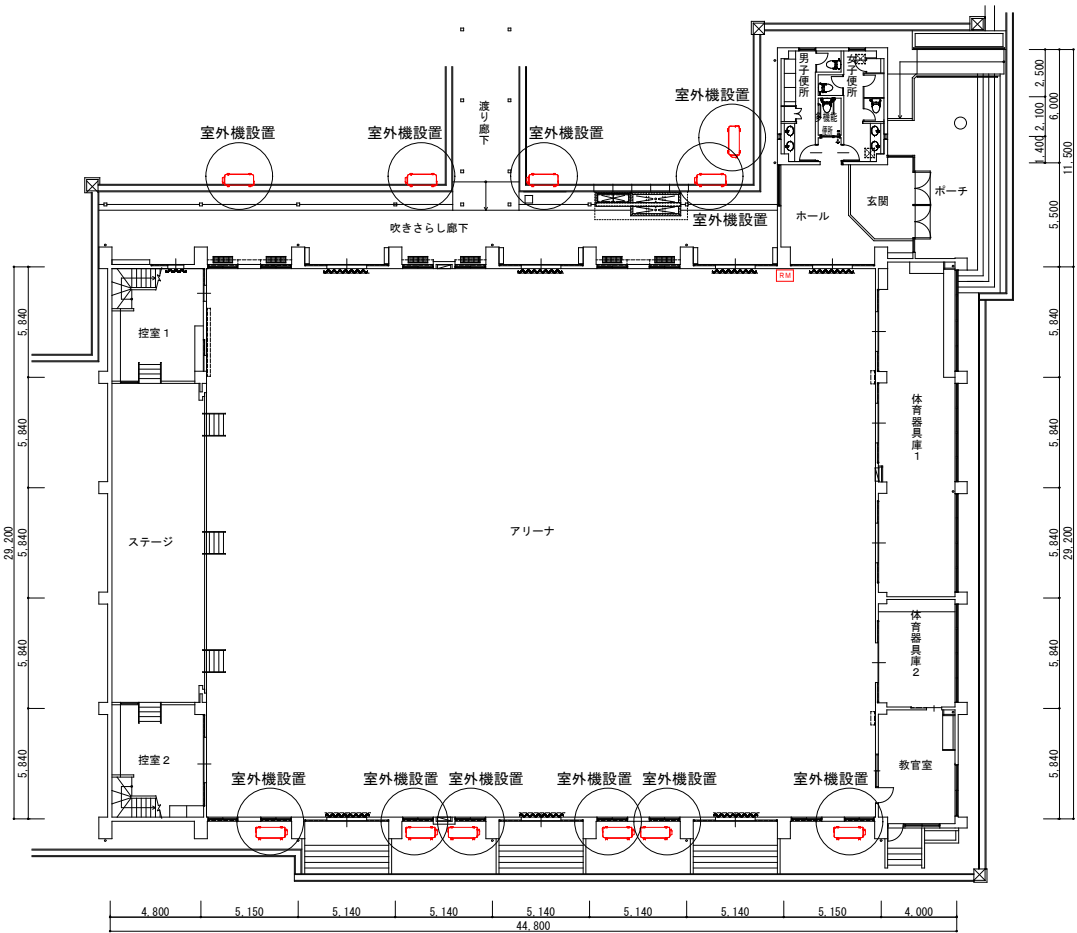 室外機設置
男子便所
女子便所
多機能
便所
渡り廊下
室外機設置
室外機設置
室外機設置
室外機設置
吹きさらし廊下
ホール
玄関
ポーチ
RM
控室1
ステージ
アリーナ
体育器具庫1
体育器具庫2
控室2
教官室
室外機設置
室外機設置
室外機設置
室外機設置
室外機設置
室外機設置
2,500
2,100
1,400
6,000
5,500
11,500
5,840
5,840
5,840
5,840
5,840
29,200
5,840
5,840
5,840
5,840
5,840
29,200
4,800
5,150
5,140
5,140
5,140
5,140
5,140
5,150
4,000
44,800